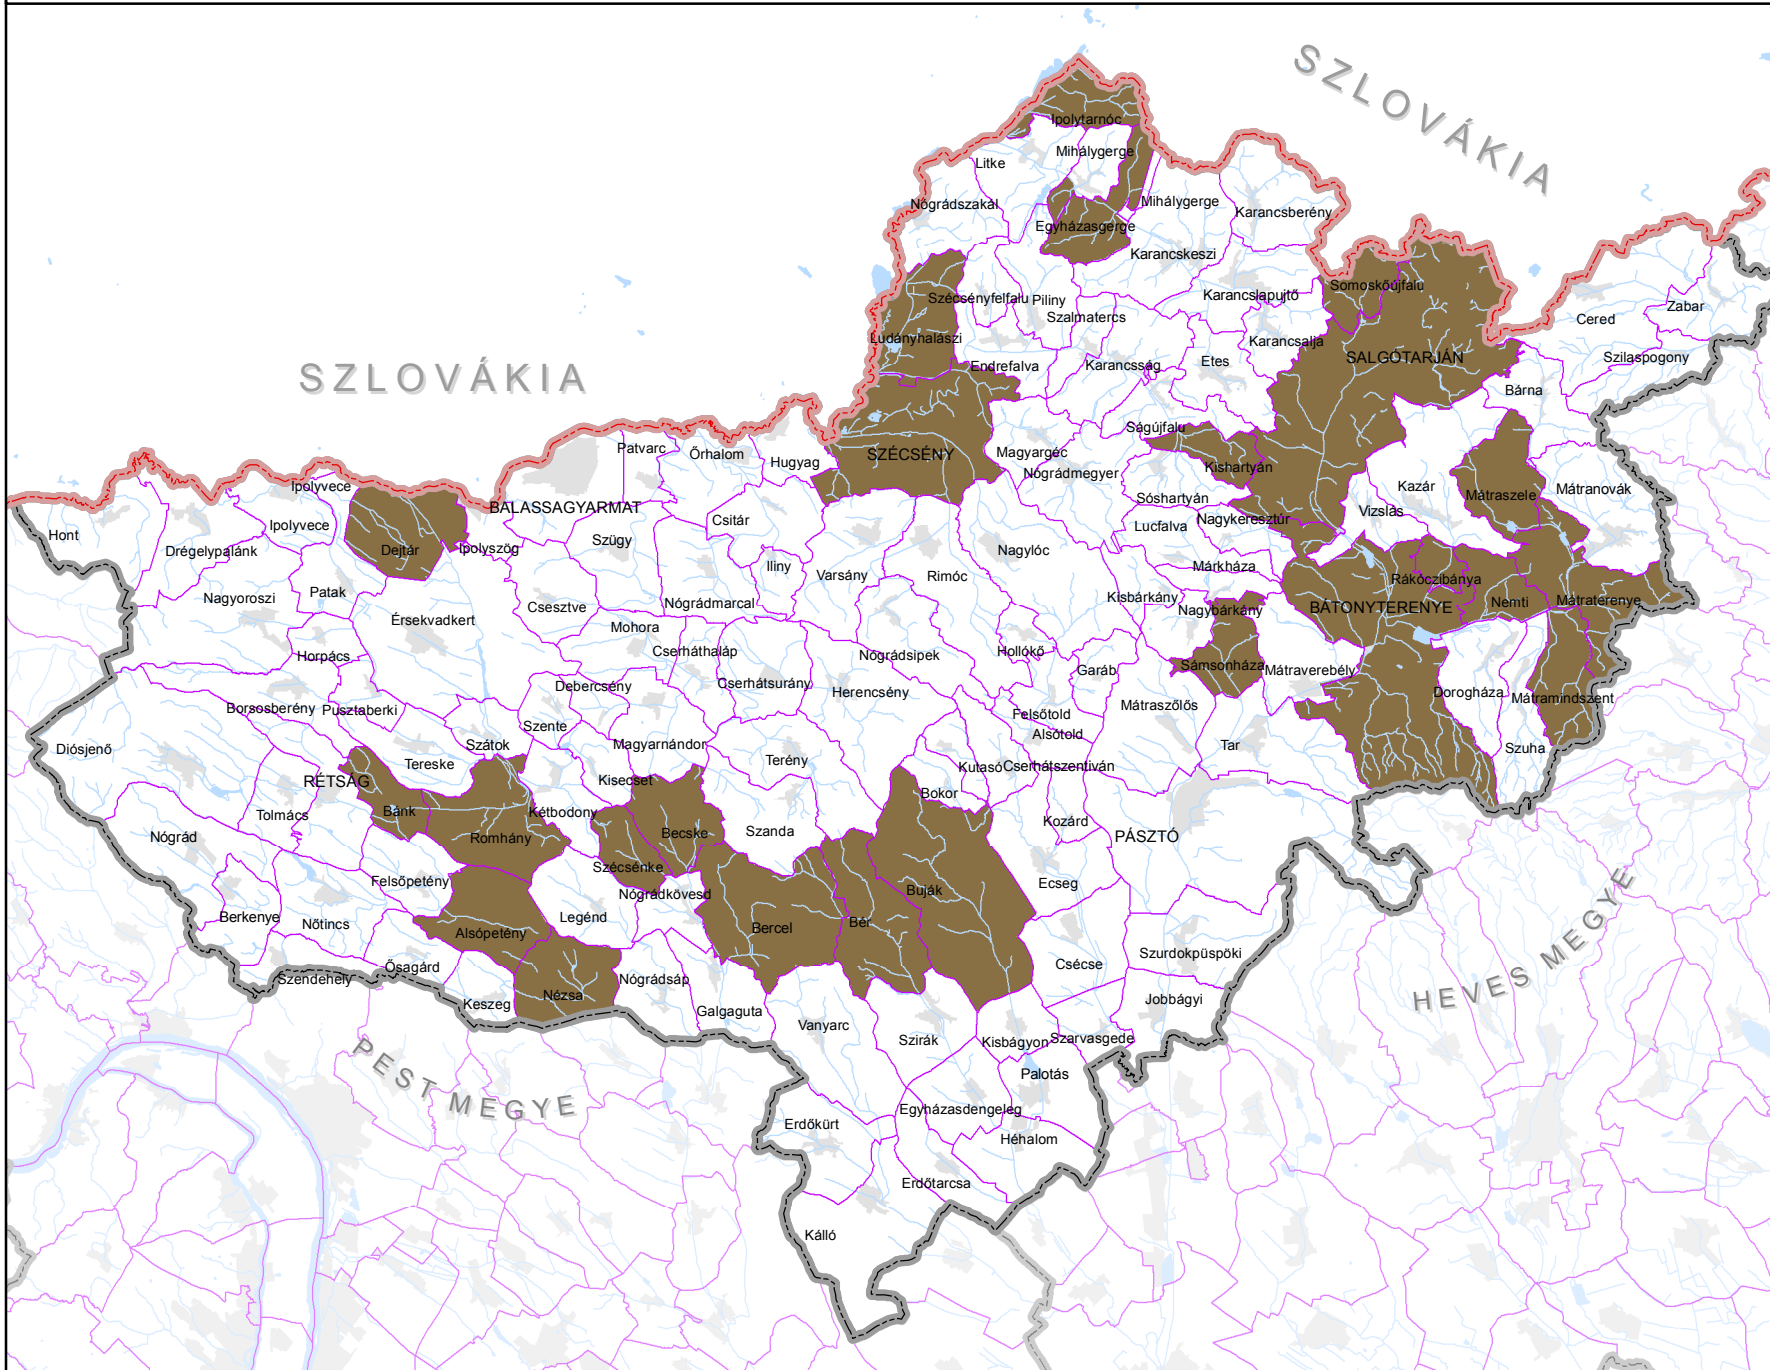 SZLOVÁKIA
SZLOVÁKIA
Ipolytarnóc
Mihálygerge
Litke
Nógrádszakál
Mihálygerge
Karancsberény
Egyházasgerge
Karancskeszi
Somoskőújfalu
Karancslapujtő
Szécsényfelfalu
Piliny
Szalmatercs
Zabar
Cered
Ludányhalászi
Karancsalja
SALGÓTARJÁN
Szilaspogony
Endrefalva
Karancsság
Etes
Bárna
Ságújfalu
Patvarc
Őrhalom
Hugyag
SZÉCSÉNY
Magyargéc
Nógrádmegyer
Kishartyán
Ipolyvece
Kazár
Mátraszele
Mátranovák
Sóshartyán
BALASSAGYARMAT
Vizslás
Csitár
Lucfalva
Nagykeresztúr
Ipolyvece
Hont
Szügy
Drégelypalánk
Dejtár
Ipolyszög
Nagylóc
Iliny
Varsány
Rimóc
Márkháza
Rákóczibánya
Patak
Nagyoroszi
Kisbárkány
Nógrádmarcal
Csesztve
Nagybárkány
BÁTONYTERENYE
Nemti
Mátraterenye
Érsekvadkert
Mohora
Cserháthaláp
Hollókő
Horpács
Nógrádsipek
Garáb
Sámsonháza
Mátraverebély
Debercsény
Cserhátsurány
Herencsény
Dorogháza
Mátramindszent
Borsosberény
Pusztaberki
Mátraszőlős
Felsőtold
Szente
Alsótold
Diósjenő
Szátok
Magyarnándor
Tar
Szuha
Tereske
Terény
Kutasó
Cserhátszentiván
RÉTSÁG
Kisecset
Bokor
Tolmács
Bánk
Kétbodony
Kozárd
Nógrád
Romhány
Becske
Szanda
PÁSZTÓ
Szécsénke
Felsőpetény
Nógrádkövesd
Buják
Ecseg
Berkenye
Nőtincs
Legénd
Bercel
Bér
Alsópetény
Szurdokpüspöki
Ősagárd
Csécse
Szendehely
Nógrádsáp
Nézsa
Keszeg
Jobbágyi
HEVES MEGYE
Galgaguta
Vanyarc
Szirák
Kisbágyon
Szarvasgede
PEST MEGYE
Palotás
Egyházasdengeleg
Erdőkürt
Héhalom
Erdőtarcsa
Kálló